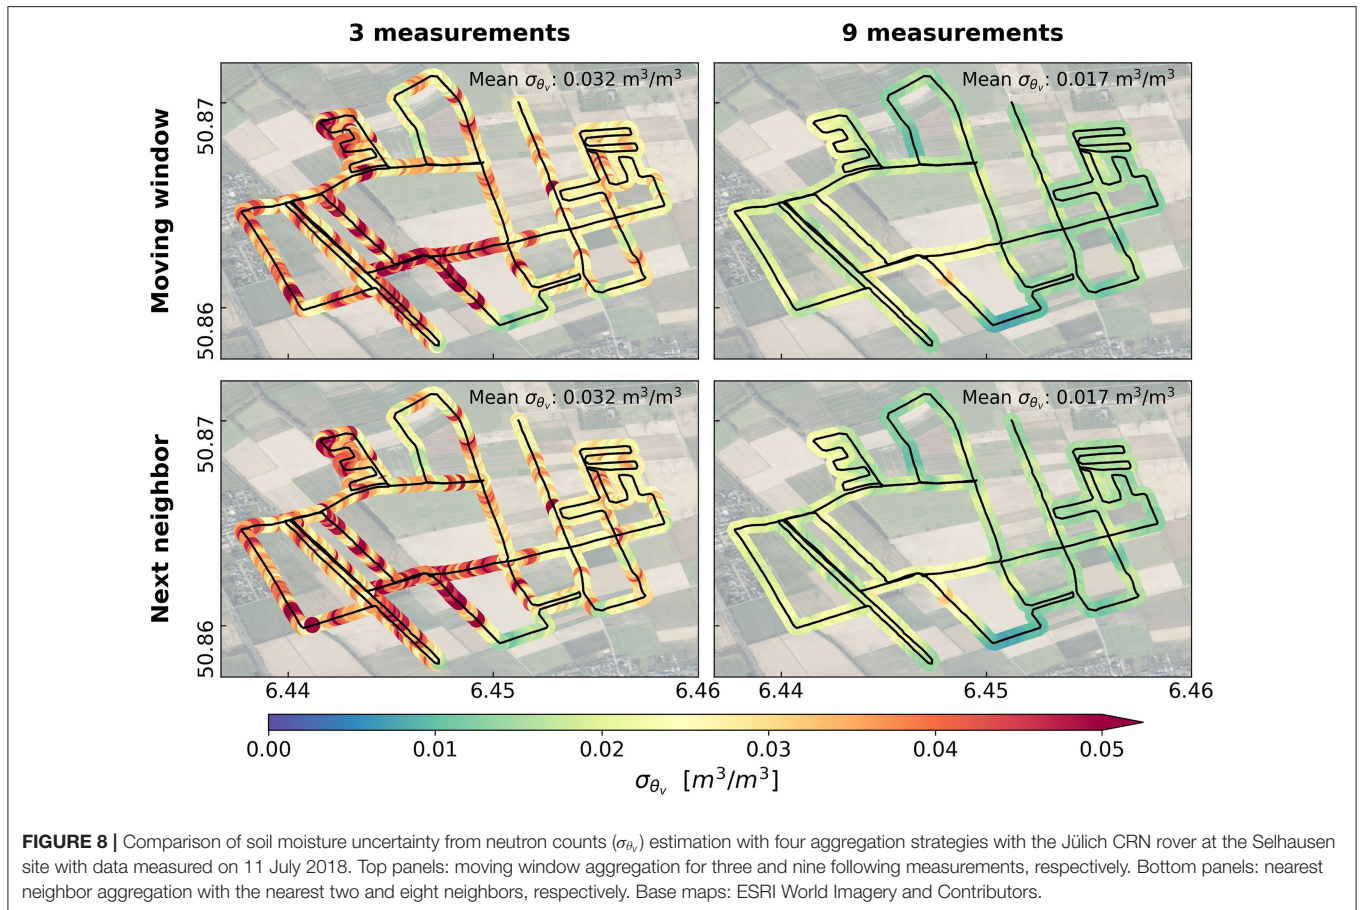 3 measurements
9 measurements
Moving window
Next neighbor
Mean σθᵥ: 0.032 m³/m³
Mean σθᵥ: 0.017 m³/m³
50.87
50.86
Mean σθᵥ: 0.032 m³/m³
Mean σθᵥ: 0.017 m³/m³
50.87
50.86
6.44
6.45
6.46
6.44
6.45
6.46
0.00
0.01
0.02
0.03
0.04
0.05
σθᵥ [m³/m³]
FIGURE 8 | Comparison of soil moisture uncertainty from neutron counts (σθᵥ) estimation with four aggregation strategies with the Jülich CRN rover at the Selhausen
site with data measured on 11 July 2018. Top panels: moving window aggregation for three and nine following measurements, respectively. Bottom panels: nearest
neighbor aggregation with the nearest two and eight neighbors, respectively. Base maps: ESRI World Imagery and Contributors.